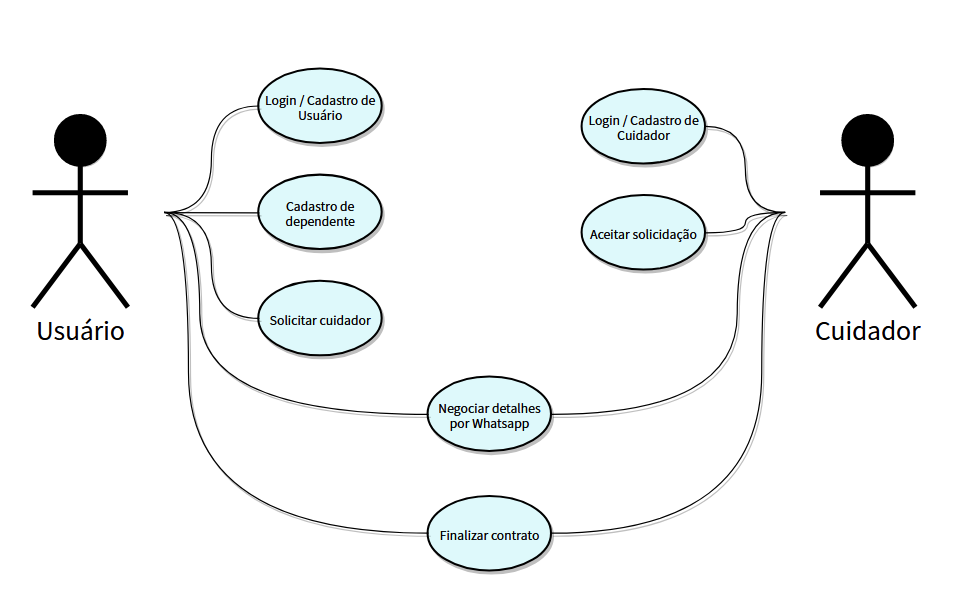 Login / Cadastro de
Usuário
Login / Cadastro de
Cuidador
Cadastro de
dependente
Aceitar solicidação
Solicitar cuidador
Usuário
Cuidador
Negociar detalhes
por Whatsapp
Finalizar contrato